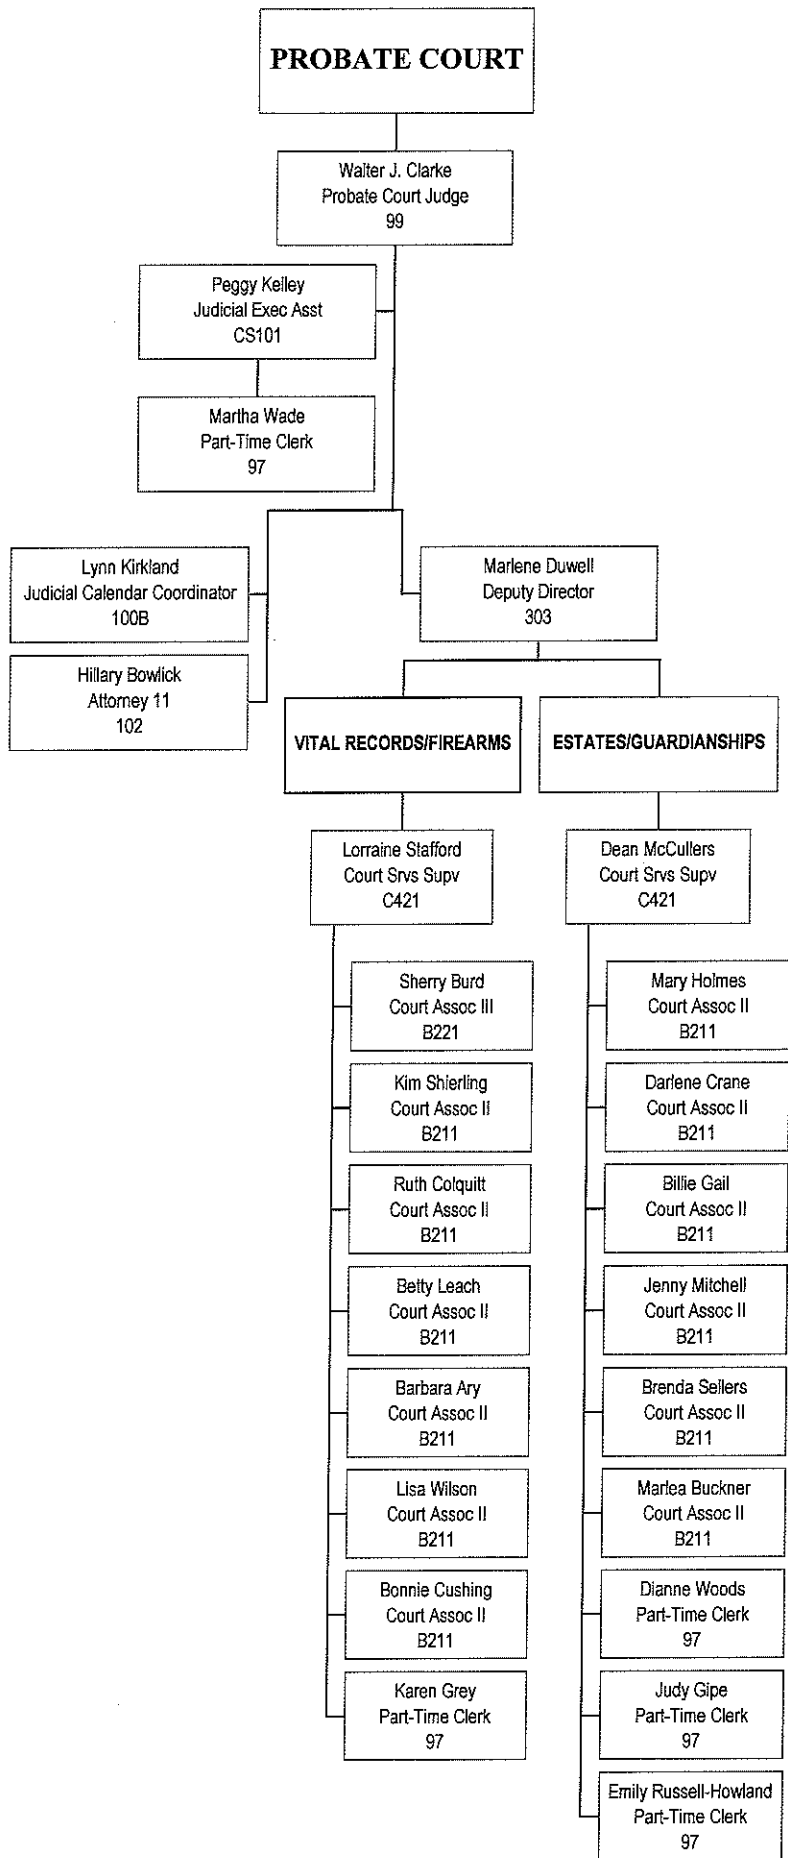 PROBATE COURT
Walter J. Clarke
Probate Court Judge
99
Peggy Kelley
Judicial Exec Asst
CS101
Martha Wade
Part-Time Clerk
97
Lynn Kirkland
Judicial Calendar Coordinator
100B
Hillary Bowlick
Attorney 11
102
Marlene Duwell
Deputy Director
303
VITAL RECORDS/FIREARMS
Lorraine Stafford
Court Srvs Supv
C421
Sherry Burd
Court Assoc III
B221
Kim Shierling
Court Assoc II
B211
Ruth Colquitt
Court Assoc II
B211
Betty Leach
Court Assoc II
B211
Barbara Ary
Court Assoc II
B211
Lisa Wilson
Court Assoc II
B211
Bonnie Cushing
Court Assoc II
B211
Karen Grey
Part-Time Clerk
97
ESTATES/GUARDIANSHIPS
Dean McCullers
Court Srvs Supv
C421
Mary Holmes
Court Assoc II
B211
Darlene Crane
Court Assoc II
B211
Billie Gail
Court Assoc II
B211
Jenny Mitchell
Court Assoc II
B211
Brenda Sellers
Court Assoc II
B211
Marlea Buckner
Court Assoc II
B211
Dianne Woods
Part-Time Clerk
97
Judy Gipe
Part-Time Clerk
97
Emily Russell-Howland
Part-Time Clerk
97